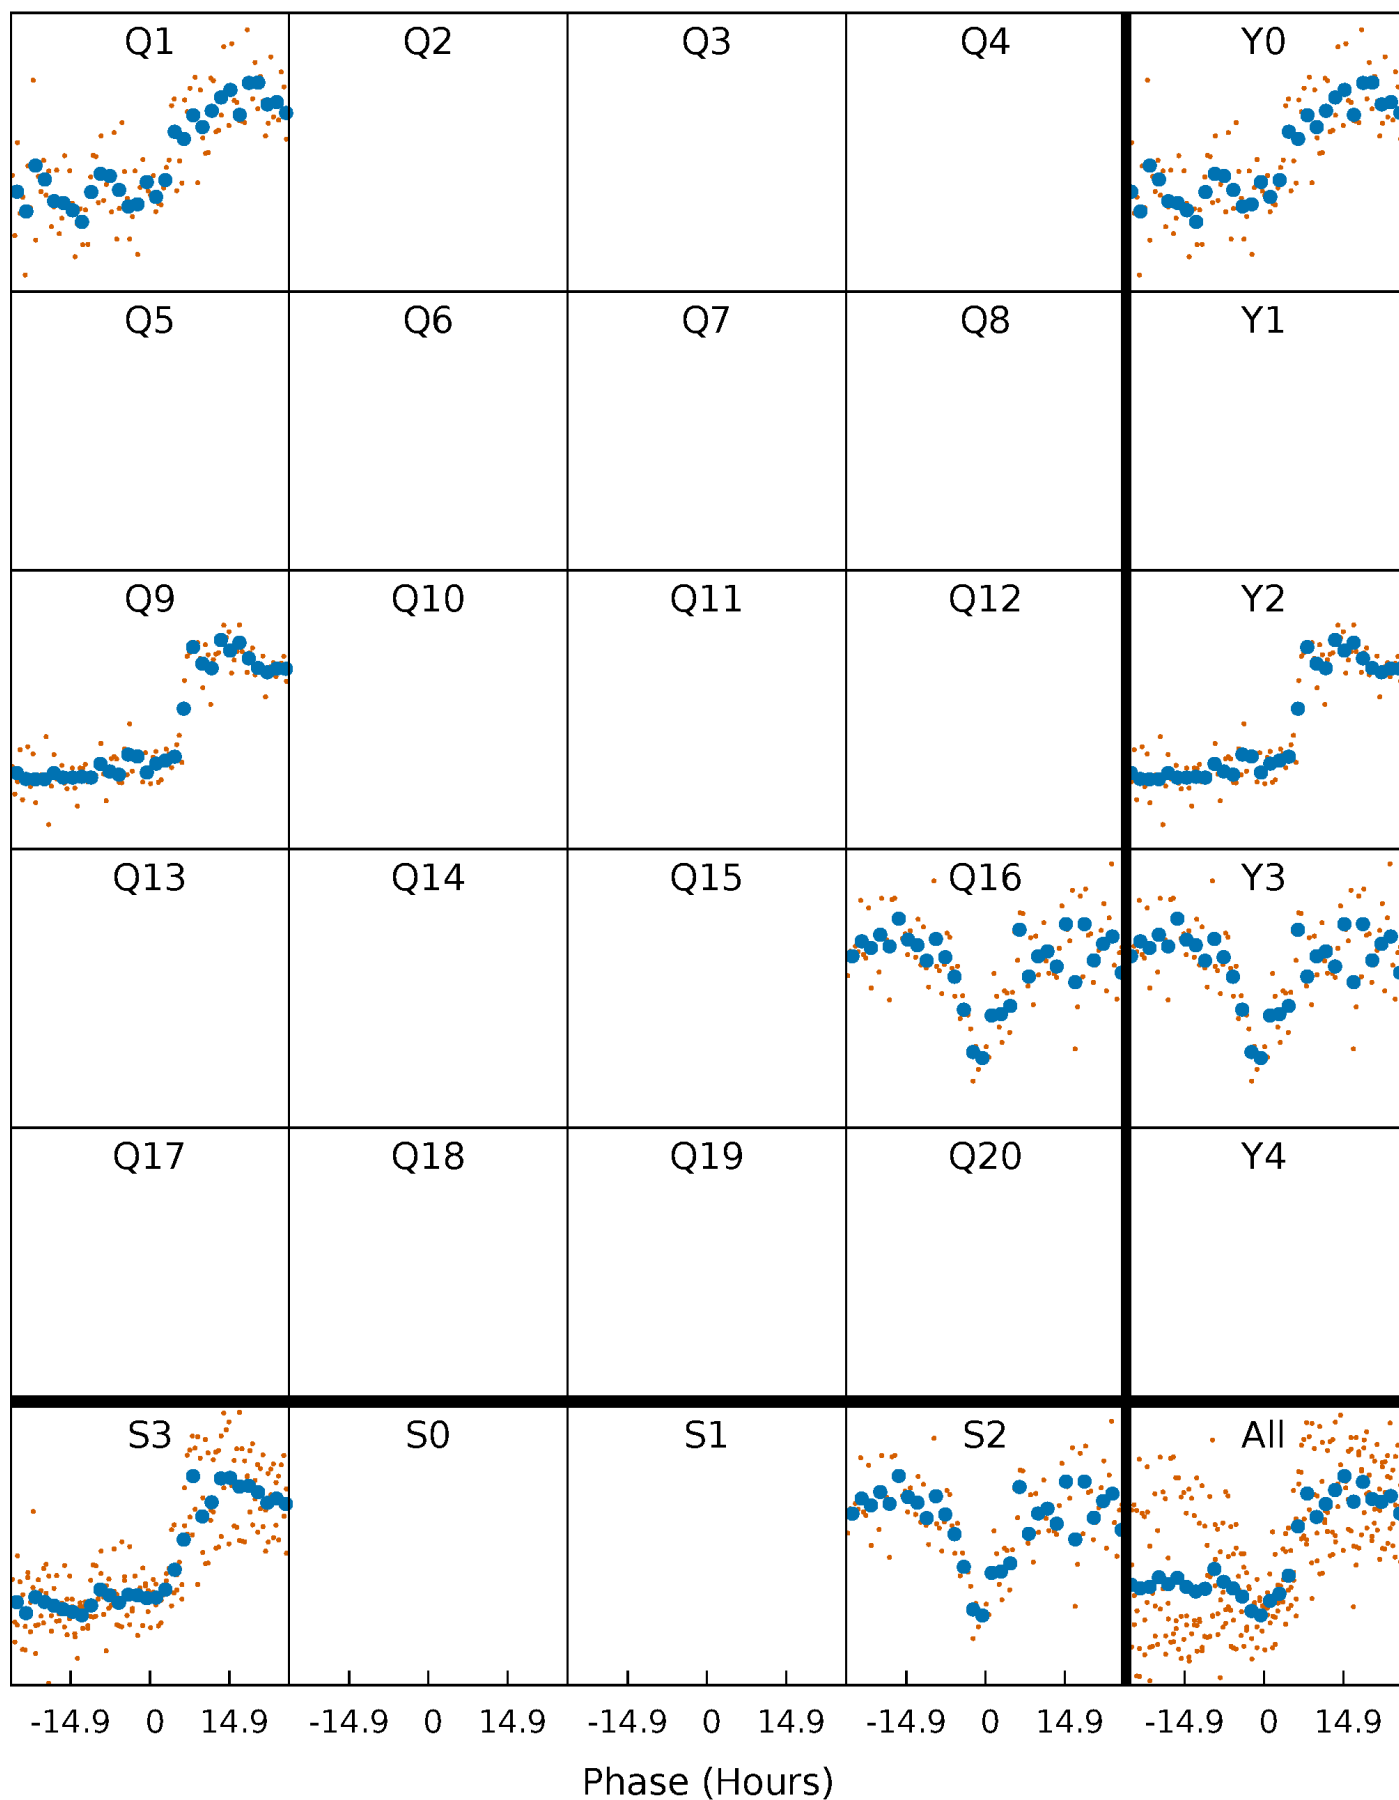 Q1 Q2 Q3 Q4 Y0
Q5 Q6 Q7 Q8 Y1
Q9 Q10 Q11 Q12 Y2
Q13 Q14 Q15 Q16 Y3
Q17 Q18 Q19 Q20 Y4
S3 S0 S1 S2 All
-14.9 0 14.9 -14.9 0 14.9 -14.9 0 14.9 -14.9 0 14.9 -14.9 0 14.9
Phase (Hours)